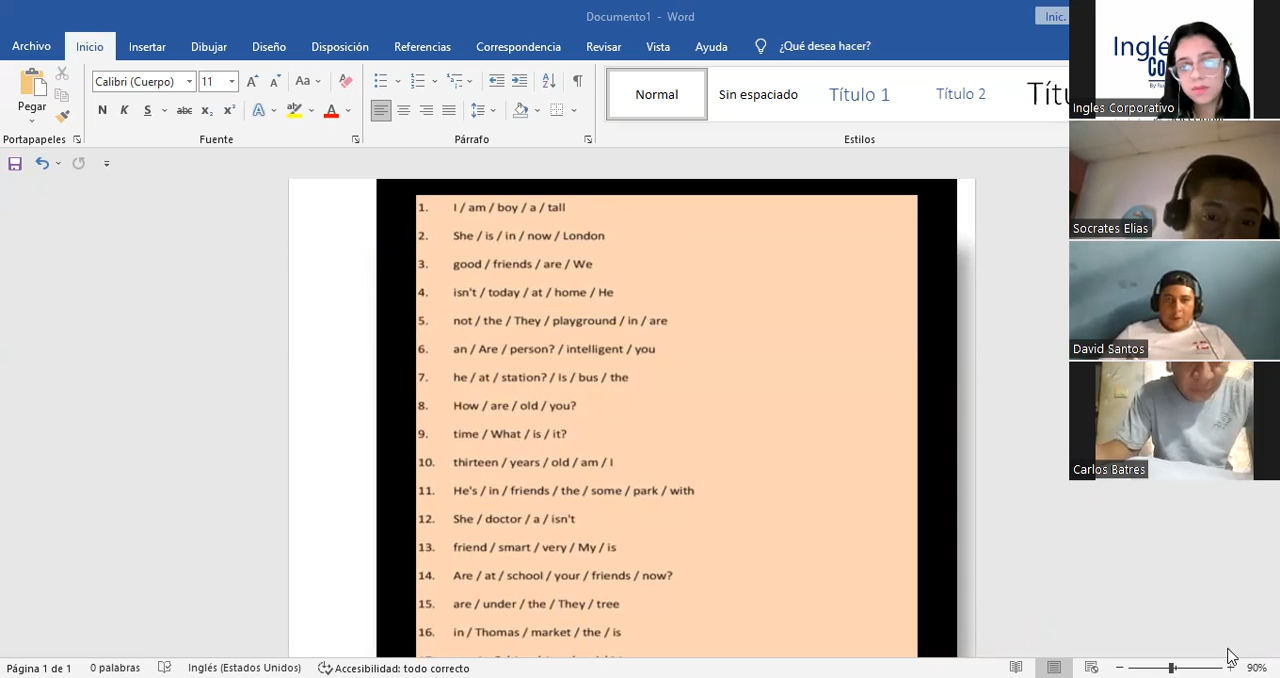 Documento1 - Word
Inic.
Archivo Inicio Insertar Dibujar Diseño Disposición Referencias Correspondencia Revisar Vista Ayuda ¿Qué desea hacer?
Pegar
Calibri (Cuerpo) 11
Aa
N K S abc x₂ x²
Normal
Sin espaciado
Título 1
Título 2
Portapapeles
Fuente
Párrafo
Estilos
1. I / am / boy / a / tall
2. She / is / in / now / London
3. good / friends / are / We
4. isn't / today / at / home / He
5. not / the / They / playground / in / are
6. an / Are / person? / intelligent / you
7. he / at / station? / Is / bus / the
8. How / are / old / you?
9. time / What / is / it?
10. thirteen / years / old / am / I
11. He's / in / friends / the / some / park / with
12. She / doctor / a / isn't
13. friend / smart / very / My / is
14. Are / at / school / your / friends / now?
15. are / under / the / They / tree
16. in / Thomas / market / the / is
Página 1 de 1
0 palabras
Inglés (Estados Unidos)
Accesibilidad: todo correcto
90%
Ingles Corporativo
Socrates Elias
David Santos
Carlos Batres